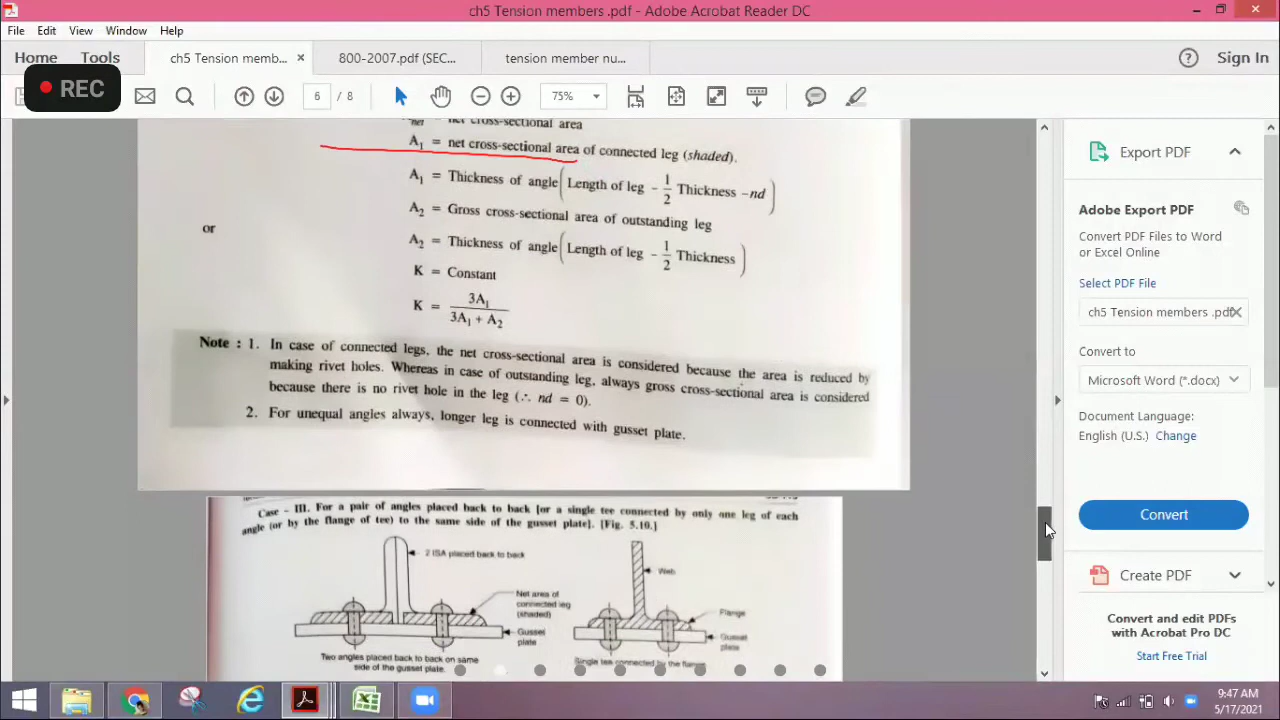 ch5 Tension members .pdf - Adobe Acrobat Reader DC
File Edit View Window Help
Home Tools ch5 Tension memb... × 800-2007.pdf (SEC... tension member nu... Sign In
REC 6 / 8 75%
net = net cross-sectional area
A1 = net cross-sectional area of connected leg (shaded).
A1 = Thickness of angle (Length of leg - 1/2 Thickness -nd)
or A2 = Gross cross-sectional area of outstanding leg
A2 = Thickness of angle (Length of leg - 1/2 Thickness)
K = Constant
K = 3A1 / 3A1 + A2
Note : 1. In case of connected legs, the net cross-sectional area is considered because the area is reduced by
making rivet holes. Whereas in case of outstanding leg, always gross cross-sectional area is considered
because there is no rivet hole in the leg (∴ nd = 0).
2. For unequal angles always, longer leg is connected with gusset plate.
Case - III. For a pair of angles placed back to back [or a single tee connected by only one leg of each
angle (or by the flange of tee) to the same side of the gusset plate]. [Fig. 5.10.]
2 ISA placed back to back
Net area of
connected leg
(shaded)
Gusset
plate
Two angles placed back to back on same
side of the gusset plate.
Web
Flange
Gusset
plate
Single tee connected by the flange
Export PDF
Adobe Export PDF
Convert PDF Files to Word
or Excel Online
Select PDF File
ch5 Tension members .pdf
Convert to
Microsoft Word (*.docx)
Document Language:
English (U.S.) Change
Convert
Create PDF
Convert and edit PDFs
with Acrobat Pro DC
Start Free Trial
9:47 AM
5/17/2021